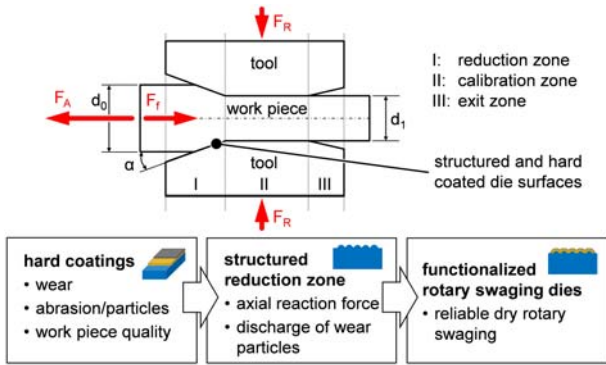 F_R
tool
I: reduction zone
II: calibration zone
III: exit zone
F_A
d_0
F_f
work piece
d_1
α
tool
I
II
III
structured and hard
coated die surfaces
F_R
hard coatings
• wear
• abrasion/particles
• work piece quality
structured
reduction zone
• axial reaction force
• discharge of wear
particles
functionalized
rotary swaging dies
• reliable dry rotary
swaging